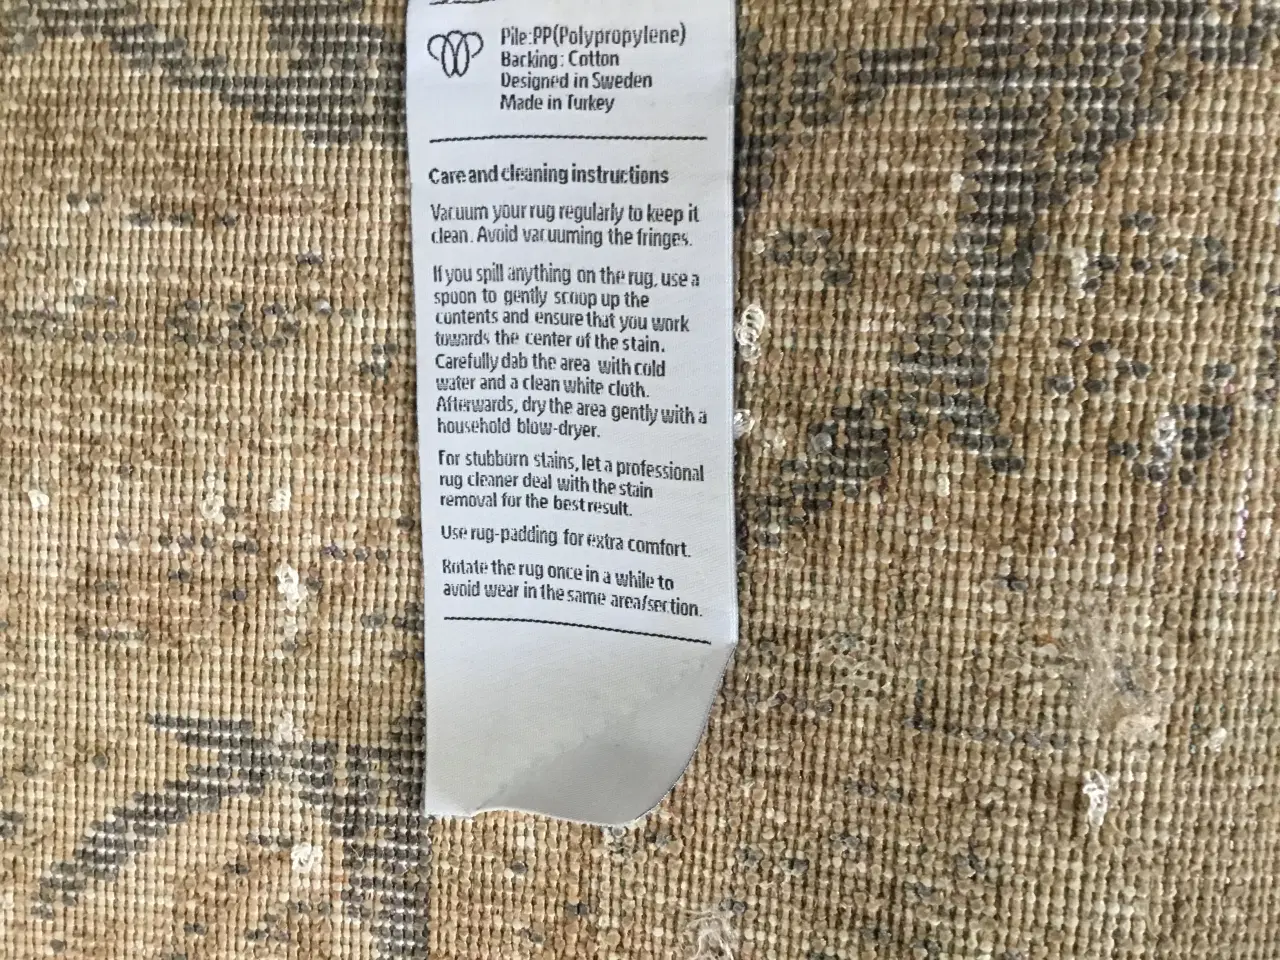 Pile:PP(Polypropylene)
Backing: Cotton
Designed in Sweden
Made in Turkey
Care and cleaning instructions
Vacuum your rug regularly to keep it
clean. Avoid vacuuming the fringes.
If you spill anything on the rug, use a
spoon to gently scoop up the
contents and ensure that you work
towards the center of the stain.
Carefully dab the area with cold
water and a clean white cloth.
Afterwards, dry the area gently with a
household blow-dryer.
For stubborn stains, let a professional
rug cleaner deal with the stain
removal for the best result.
Use rug-padding for extra comfort.
Rotate the rug once in a while to
avoid wear in the same area/section.